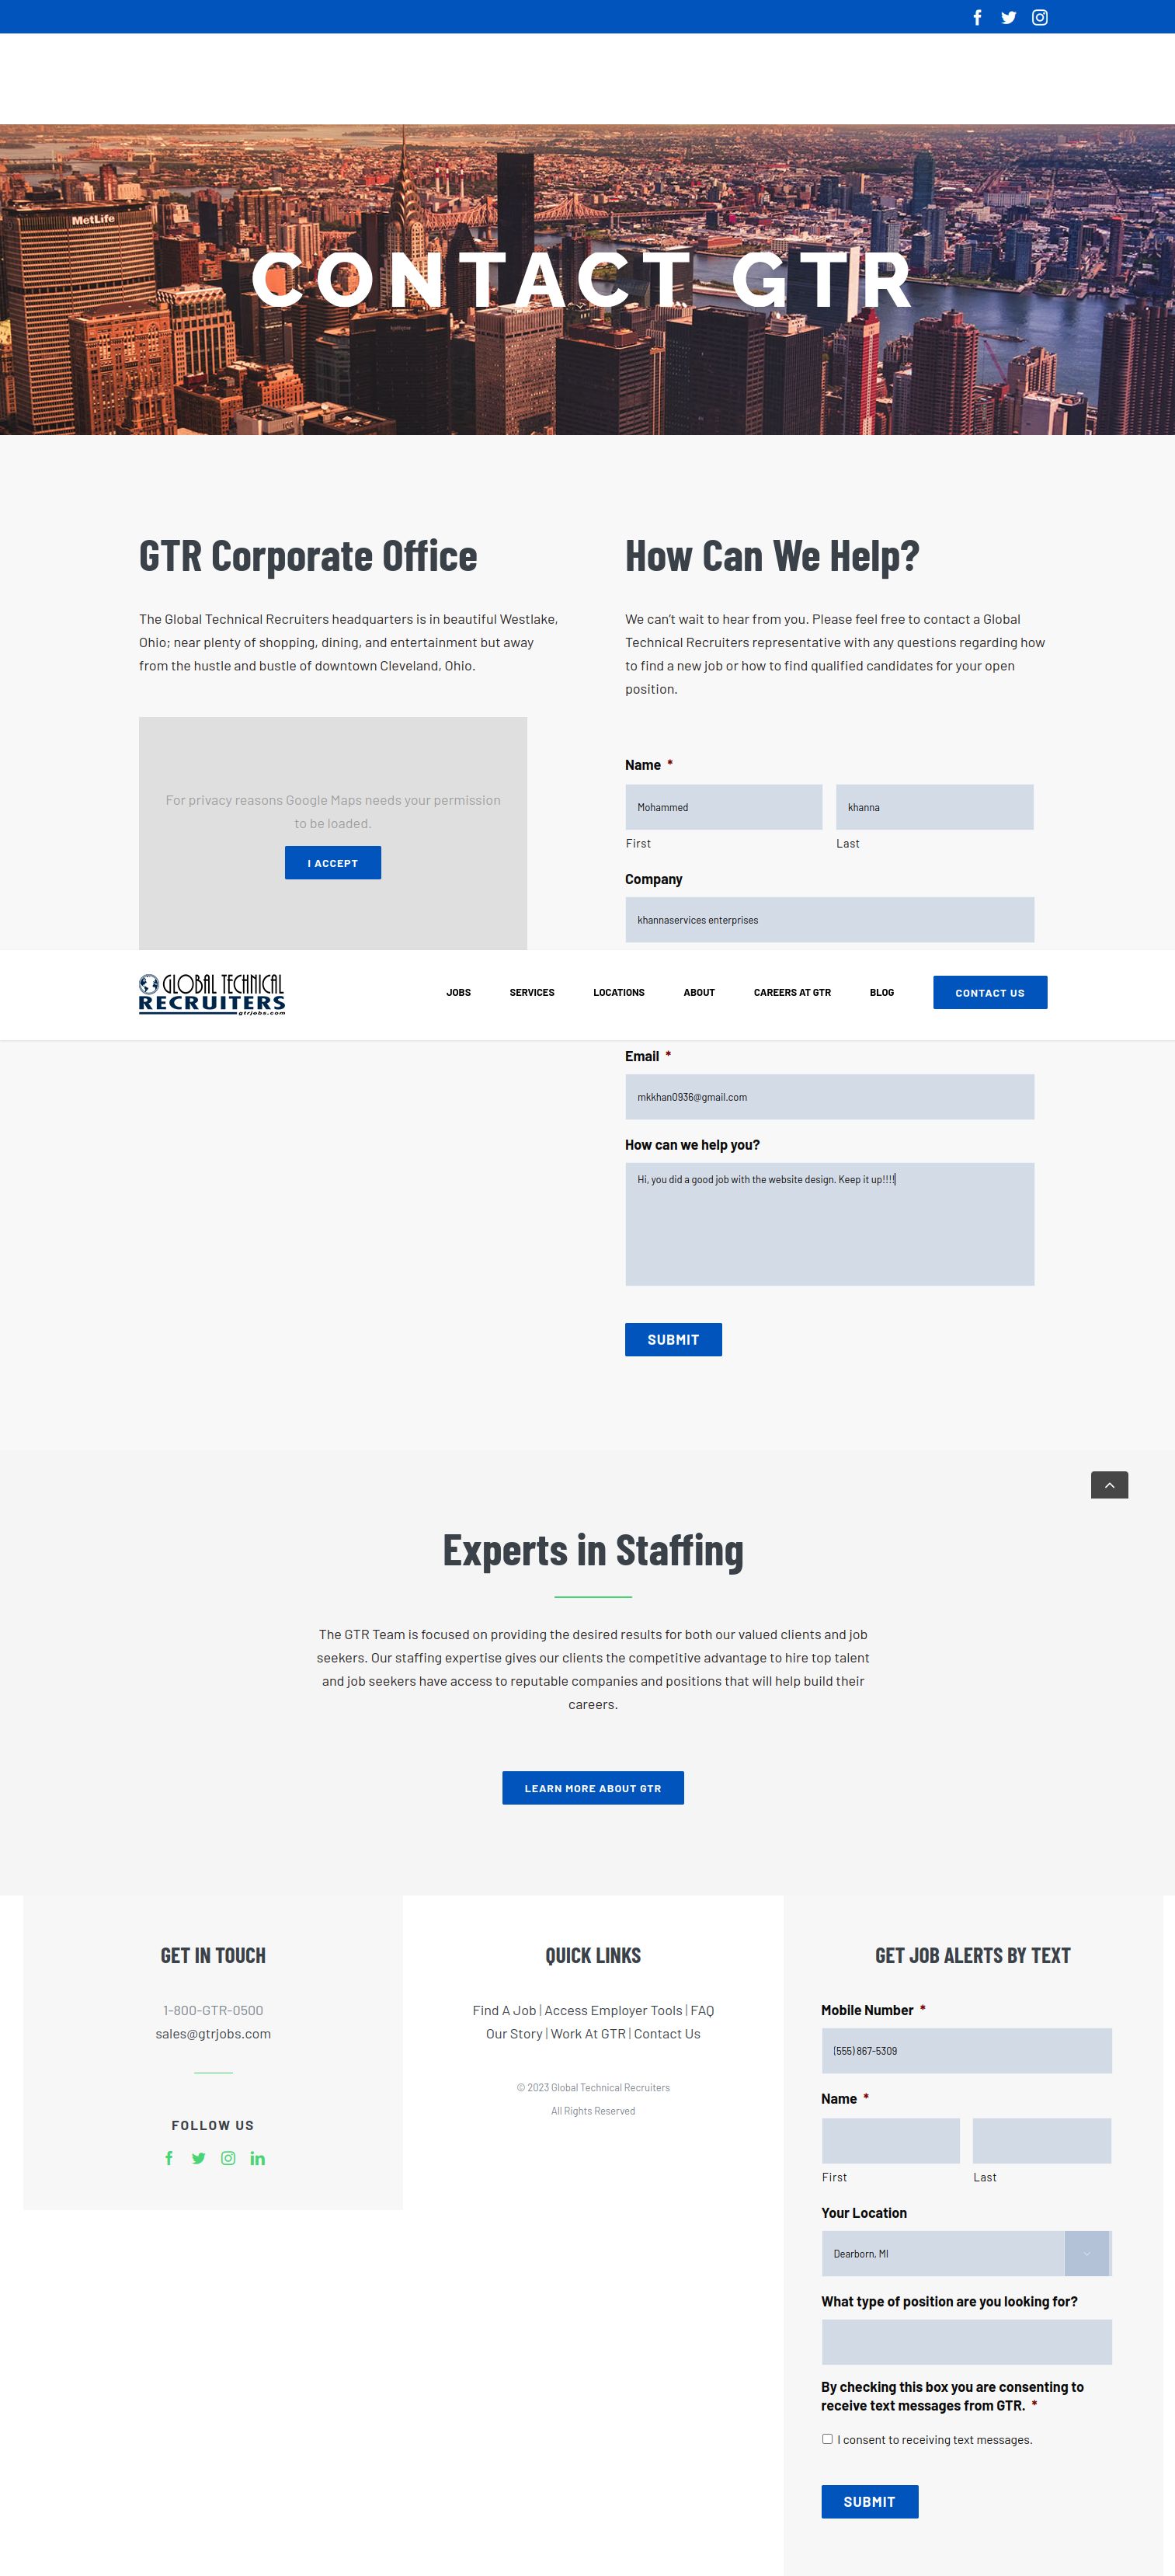 MetLife
CONTACT GTR
GTR Corporate Office
The Global Technical Recruiters headquarters is in beautiful Westlake,
Ohio; near plenty of shopping, dining, and entertainment but away
from the hustle and bustle of downtown Cleveland, Ohio.
For privacy reasons Google Maps needs your permission
to be loaded.
I ACCEPT
How Can We Help?
We can’t wait to hear from you. Please feel free to contact a Global
Technical Recruiters representative with any questions regarding how
to find a new job or how to find qualified candidates for your open
position.
Name *
Mohammed khanna
First Last
Company
khannaservices enterprises
GLOBAL TECHNICAL
RECRUITERS
gtrjobs.com
JOBS SERVICES LOCATIONS ABOUT CAREERS AT GTR BLOG CONTACT US
Email *
mkkhan0936@gmail.com
How can we help you?
Hi, you did a good job with the website design. Keep it up!!!!
SUBMIT
Experts in Staffing
The GTR Team is focused on providing the desired results for both our valued clients and job
seekers. Our staffing expertise gives our clients the competitive advantage to hire top talent
and job seekers have access to reputable companies and positions that will help build their
careers.
LEARN MORE ABOUT GTR
GET IN TOUCH
1-800-GTR-0500
sales@gtrjobs.com
FOLLOW US
QUICK LINKS
Find A Job | Access Employer Tools | FAQ
Our Story | Work At GTR | Contact Us
© 2023 Global Technical Recruiters
All Rights Reserved
GET JOB ALERTS BY TEXT
Mobile Number *
(555) 867-5309
Name *
First Last
Your Location
Dearborn, MI
What type of position are you looking for?
By checking this box you are consenting to
receive text messages from GTR. *
I consent to receiving text messages.
SUBMIT